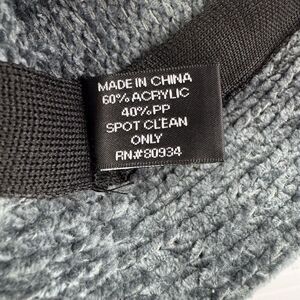 MADE IN CHINA
60% ACRYLIC
40% PP
SPOT CLEAN
ONLY
RN#80934